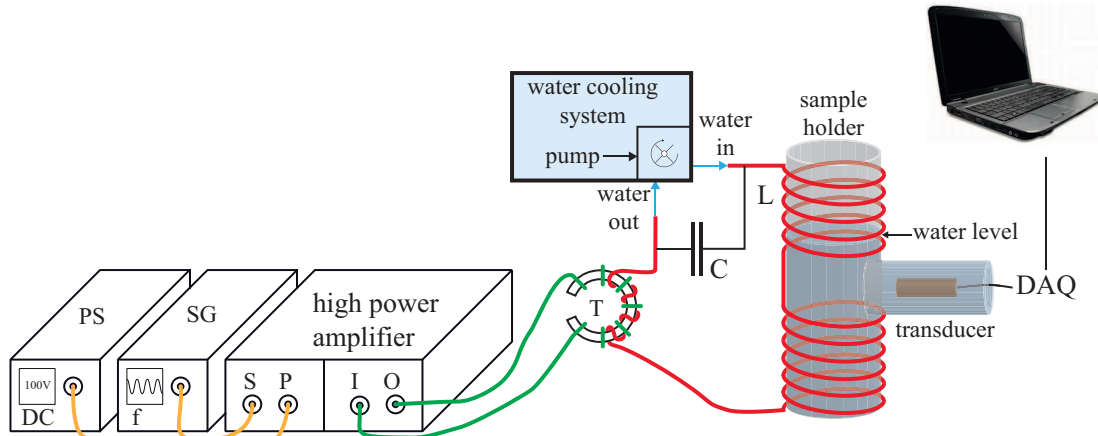 water cooling
system
pump
water
in
water
out
sample
holder
L
water level
C
DAQ
transducer
T
PS
SG
high power
amplifier
100V
DC
f
S
P
I
O